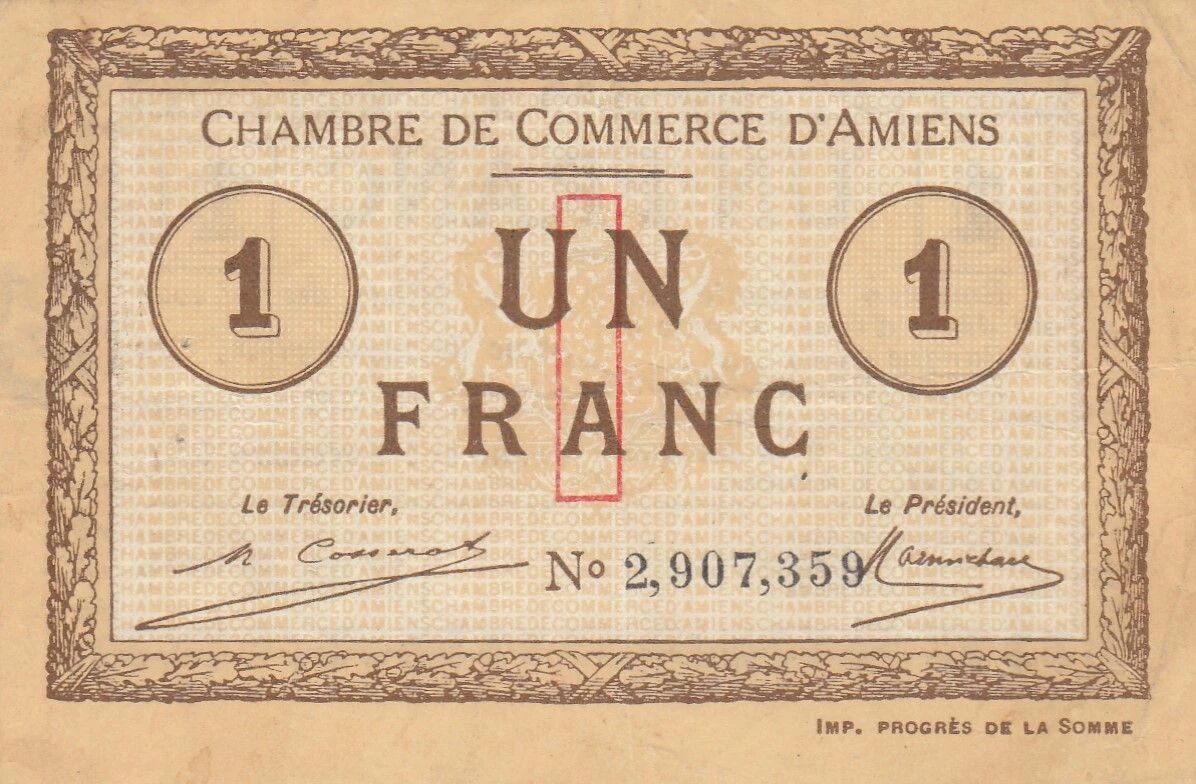 CHAMBRE DE COMMERCE D'AMIENS
1 UN 1
FRANC
Le Trésorier,
Le Président,
Nº 2,907,359
IMP. PROGRÈS DE LA SOMME